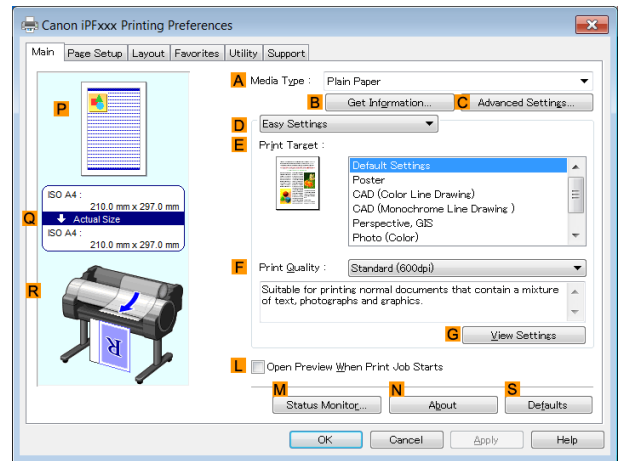 Canon iPFxxx Printing Preferences
Main Page Setup Layout Favorites Utility Support
P
ISO A4 :
210.0 mm x 297.0 mm
Q
Actual Size
ISO A4 :
210.0 mm x 297.0 mm
R
R
A Media Type : Plain Paper
B Get Information... C Advanced Settings...
D Easy Settings
E Print Target :
Default Settings
Poster
CAD (Color Line Drawing)
CAD (Monochrome Line Drawing )
Perspective, GIS
Photo (Color)
F Print Quality : Standard (600dpi)
Suitable for printing normal documents that contain a mixture
of text, photographs and graphics.
G View Settings
L Open Preview When Print Job Starts
M N S
Status Monitor... About Defaults
OK Cancel Apply Help